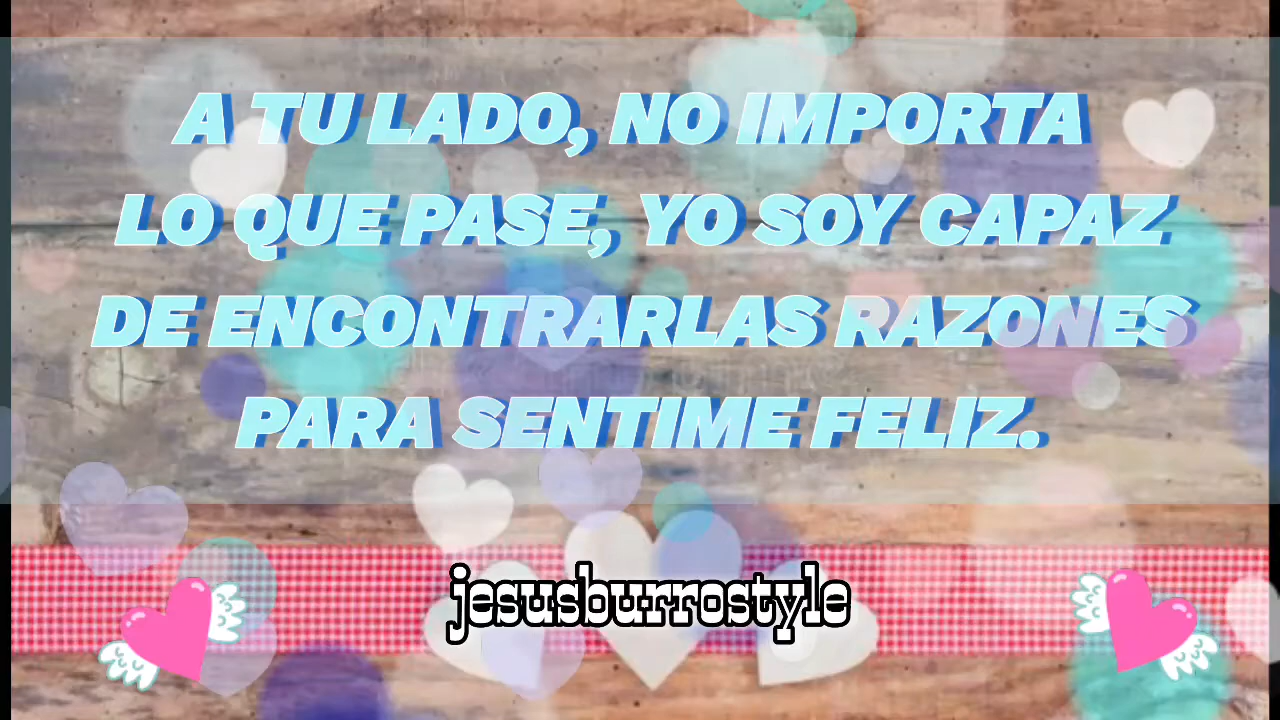 A TU LADO, NO IMPORTA
LO QUE PASE, YO SOY CAPAZ
DE ENCONTRARLAS RAZONES
PARA SENTIME FELIZ.
jesusburrostyle